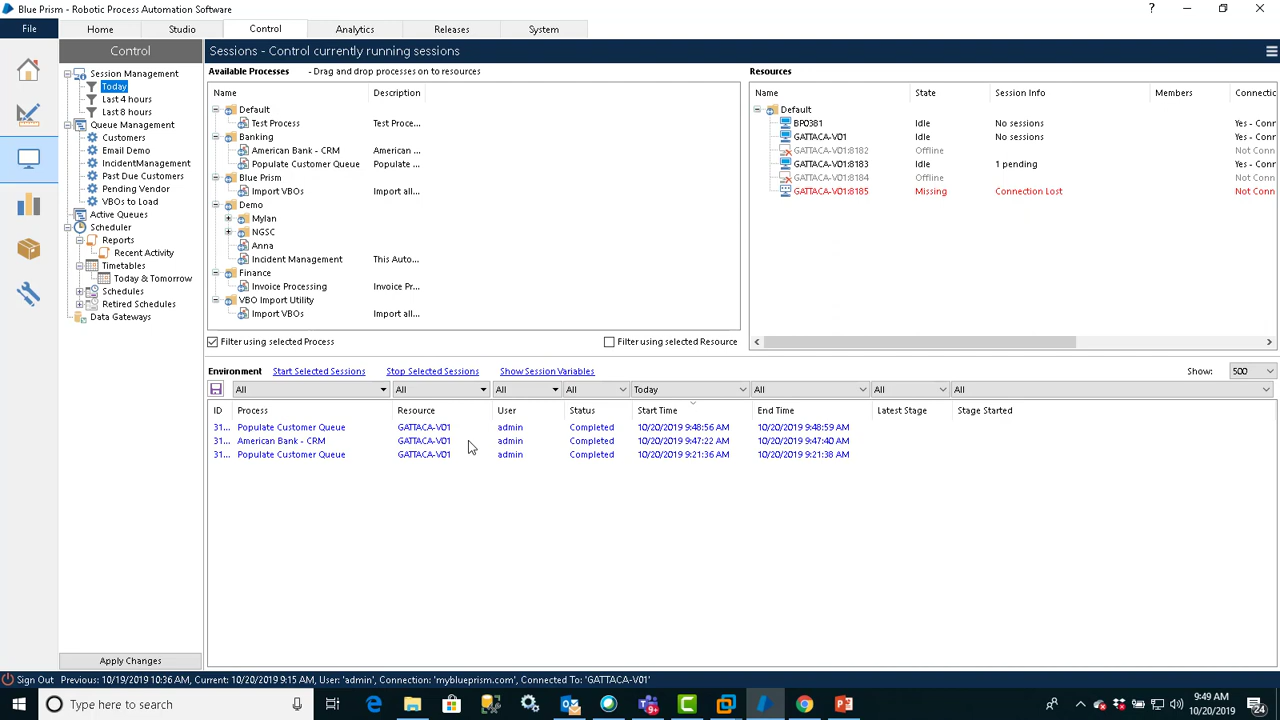 Blue Prism - Robotic Process Automation Software
File Home Studio Control Analytics Releases System
Control
Sessions - Control currently running sessions
Session Management
Today
Last 4 hours
Last 8 hours
Queue Management
Customers
Email Demo
IncidentManagement
Past Due Customers
Pending Vendor
VBOs to Load
Active Queues
Scheduler
Reports
Recent Activity
Timetables
Today & Tomorrow
Schedules
Retired Schedules
Data Gateways
Apply Changes
Available Processes - Drag and drop processes on to resources
Name Description
Default
Test Process Test Proce...
Banking
American Bank - CRM American ...
Populate Customer Queue Populate ...
Blue Prism
Import VBOs Import all...
Demo
Mylan
NGSC
Anna
Incident Management This Auto...
Finance
Invoice Processing Invoice Pr...
VBO Import Utility
Import VBOs Import all...
Filter using selected Process Filter using selected Resource
Resources
Name State Session Info Members Connectic
Default
BP0381 Idle No sessions Yes - Conr
GATTACA-V01 Idle No sessions Yes - Conr
GATTACA-V01:8182 Offline Not Conn
GATTACA-V01:8183 Idle 1 pending Yes - Conr
GATTACA-V01:8184 Offline Not Conn
GATTACA-V01:8185 Missing Connection Lost Not Conn
Environment Start Selected Sessions Stop Selected Sessions Show Session Variables Show: 500
All All All All Today All All All
ID Process Resource User Status Start Time End Time Latest Stage Stage Started
31... Populate Customer Queue GATTACA-V01 admin Completed 10/20/2019 9:48:56 AM 10/20/2019 9:48:59 AM
31... American Bank - CRM GATTACA-V01 admin Completed 10/20/2019 9:47:22 AM 10/20/2019 9:47:40 AM
31... Populate Customer Queue GATTACA-V01 admin Completed 10/20/2019 9:21:36 AM 10/20/2019 9:21:38 AM
Sign Out Previous: 10/19/2019 10:36 AM, Current: 10/20/2019 9:15 AM, User: 'admin', Connection: 'myblueprism.com', Connected To: 'GATTACA-V01'
Type here to search
9:49 AM
10/20/2019
24